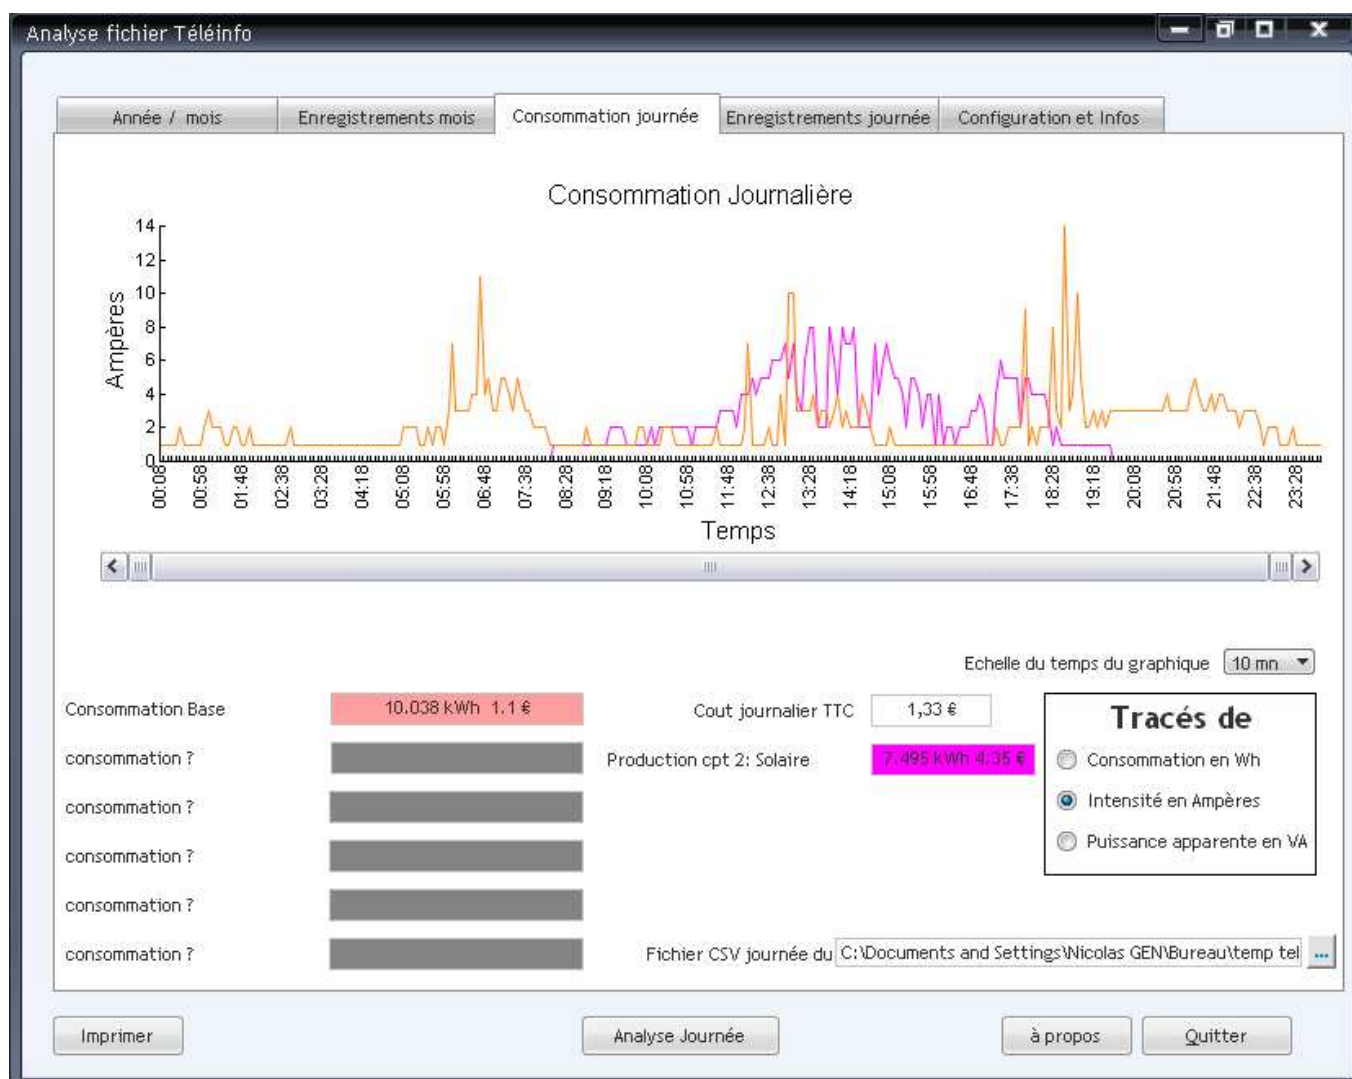 Analyse fichier Téléinfo
Année / mois
Enregistrements mois
Consommation journée
Enregistrements journée
Configuration et Infos
Consommation Journalière
Ampères
14
12
10
8
6
4
2
0
00:08
00:58
01:48
02:38
03:28
04:18
05:08
05:58
06:48
07:38
08:28
09:18
10:08
10:58
11:48
12:38
13:28
14:18
15:08
15:58
16:48
17:38
18:28
19:18
20:08
20:58
21:48
22:38
23:28
Temps
Echelle du temps du graphique 10 mn
Consommation Base 10.038 kWh 1.1 €
Cout journalier TTC 1,33 €
Tracés de
consommation ?
Production cpt 2: Solaire 7.495 kWh 4.35 €
Consommation en Wh
consommation ?
Intensité en Ampères
consommation ?
Puissance apparente en VA
consommation ?
consommation ?
Fichier CSV journée du C:\Documents and Settings\Nicolas GEN\Bureau\temp tel ...
Imprimer
Analyse Journée
à propos
Quitter